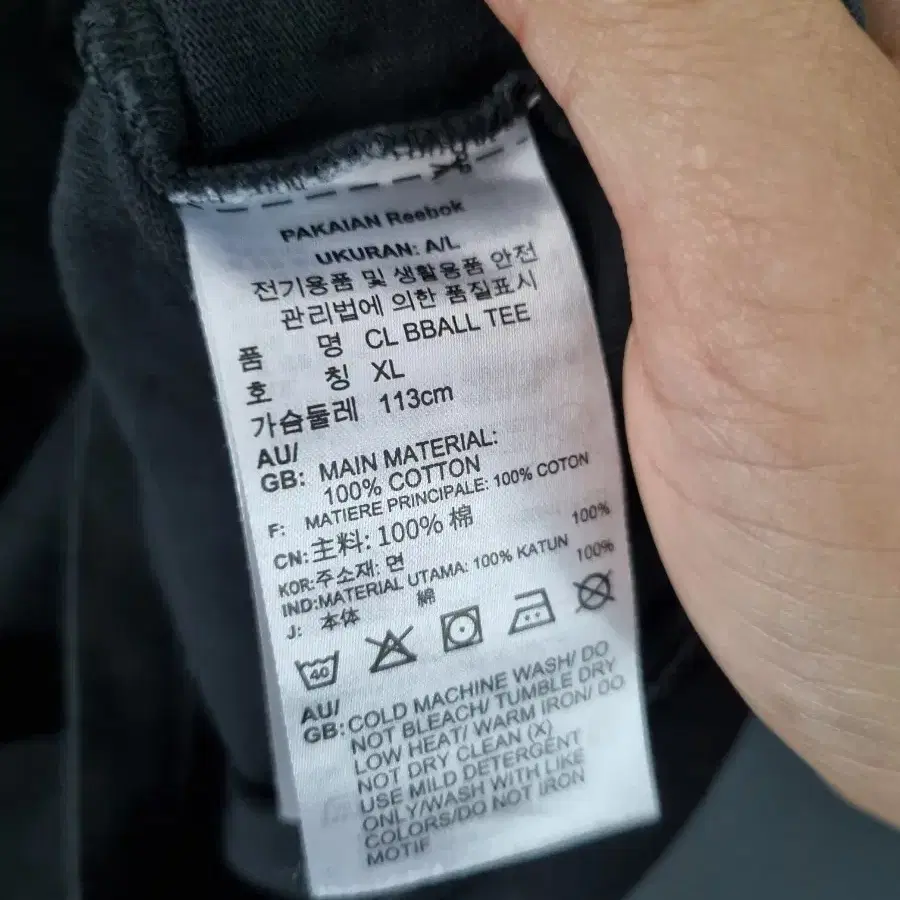 PAKAIAN Reebok
UKURAN: A/L
전기용품 및 생활용품 안전
관리법에 의한 품질표시
품 명 CL BBALL TEE
호 칭 XL
가슴둘레 113cm
AU/
GB: MAIN MATERIAL:
100% COTTON
F: MATIERE PRINCIPALE: 100% COTON
CN: 主料: 100% 棉
KOR: 주소재: 면 100%
IND: MATERIAL UTAMA: 100% KATUN
J: 本体 綿 100%
40
AU/
GB: COLD MACHINE WASH/ DO
NOT BLEACH/ TUMBLE DRY
LOW HEAT/ WARM IRON/ DO
NOT DRY CLEAN (X)
USE MILD DETERGENT
ONLY/WASH WITH LIKE
COLORS/DO NOT IRON
MOTIF